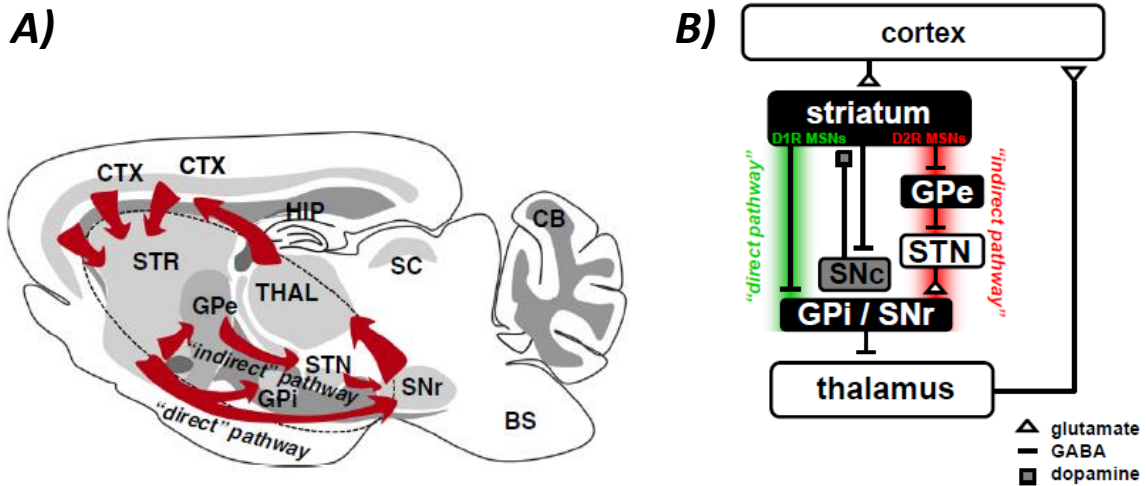 A)
CTX
CTX
HIP
CB
STR
SC
THAL
GPe
"indirect" pathway
STN
GPi
SNr
"direct" pathway
BS
B)
cortex
striatum
D1R MSNs
D2R MSNs
"direct pathway"
"indirect pathway"
GPe
STN
SNc
GPi / SNr
thalamus
glutamate
GABA
dopamine